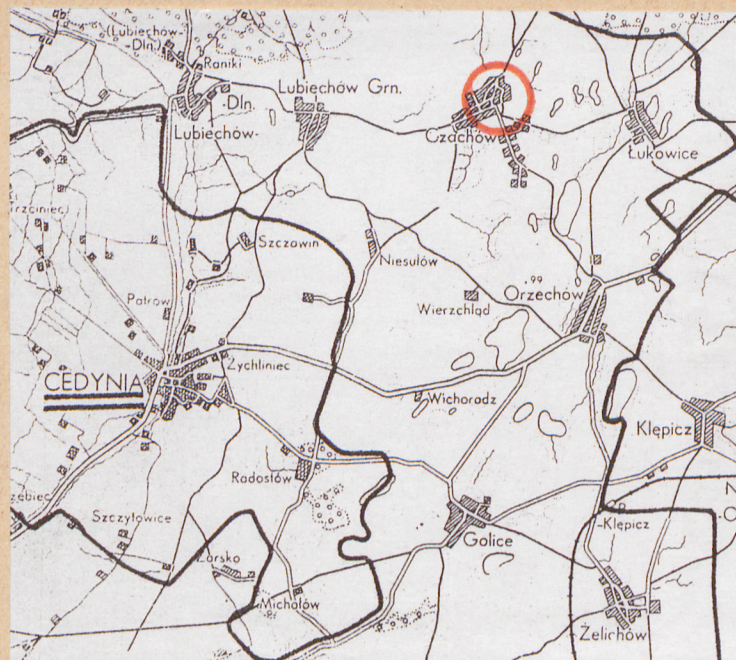 (Lubiechów-
-Dln.)
Raniki
-Dln.
Lubiechów-
Lubiechów Grn.
Czachów
Łukowice
Szczawin
Niesułów
.99
Orzechów
Wierzchląd
Patrów
Żychliniec
CEDYNIA
Wichoradz
Klępicz
Radostów
Szczytowice
Golice
-Klępicz
Żarsko
Michałów
Żelichów